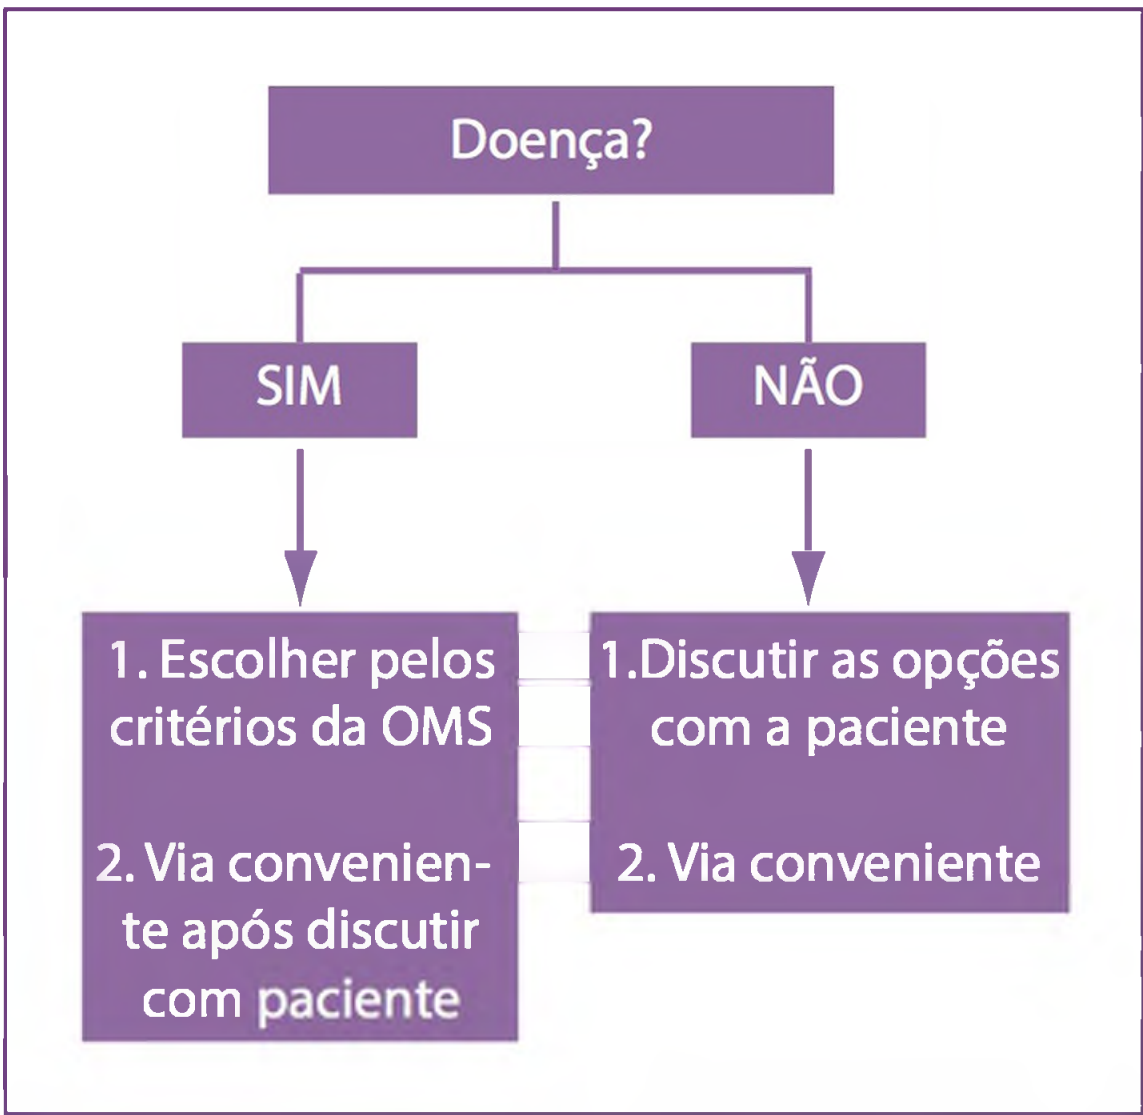 Doença?
SIM
NÃO
1. Escolher pelos
critérios da OMS
2. Via convenien-
te após discutir
com paciente
1.Discutir as opções
com a paciente
2. Via conveniente